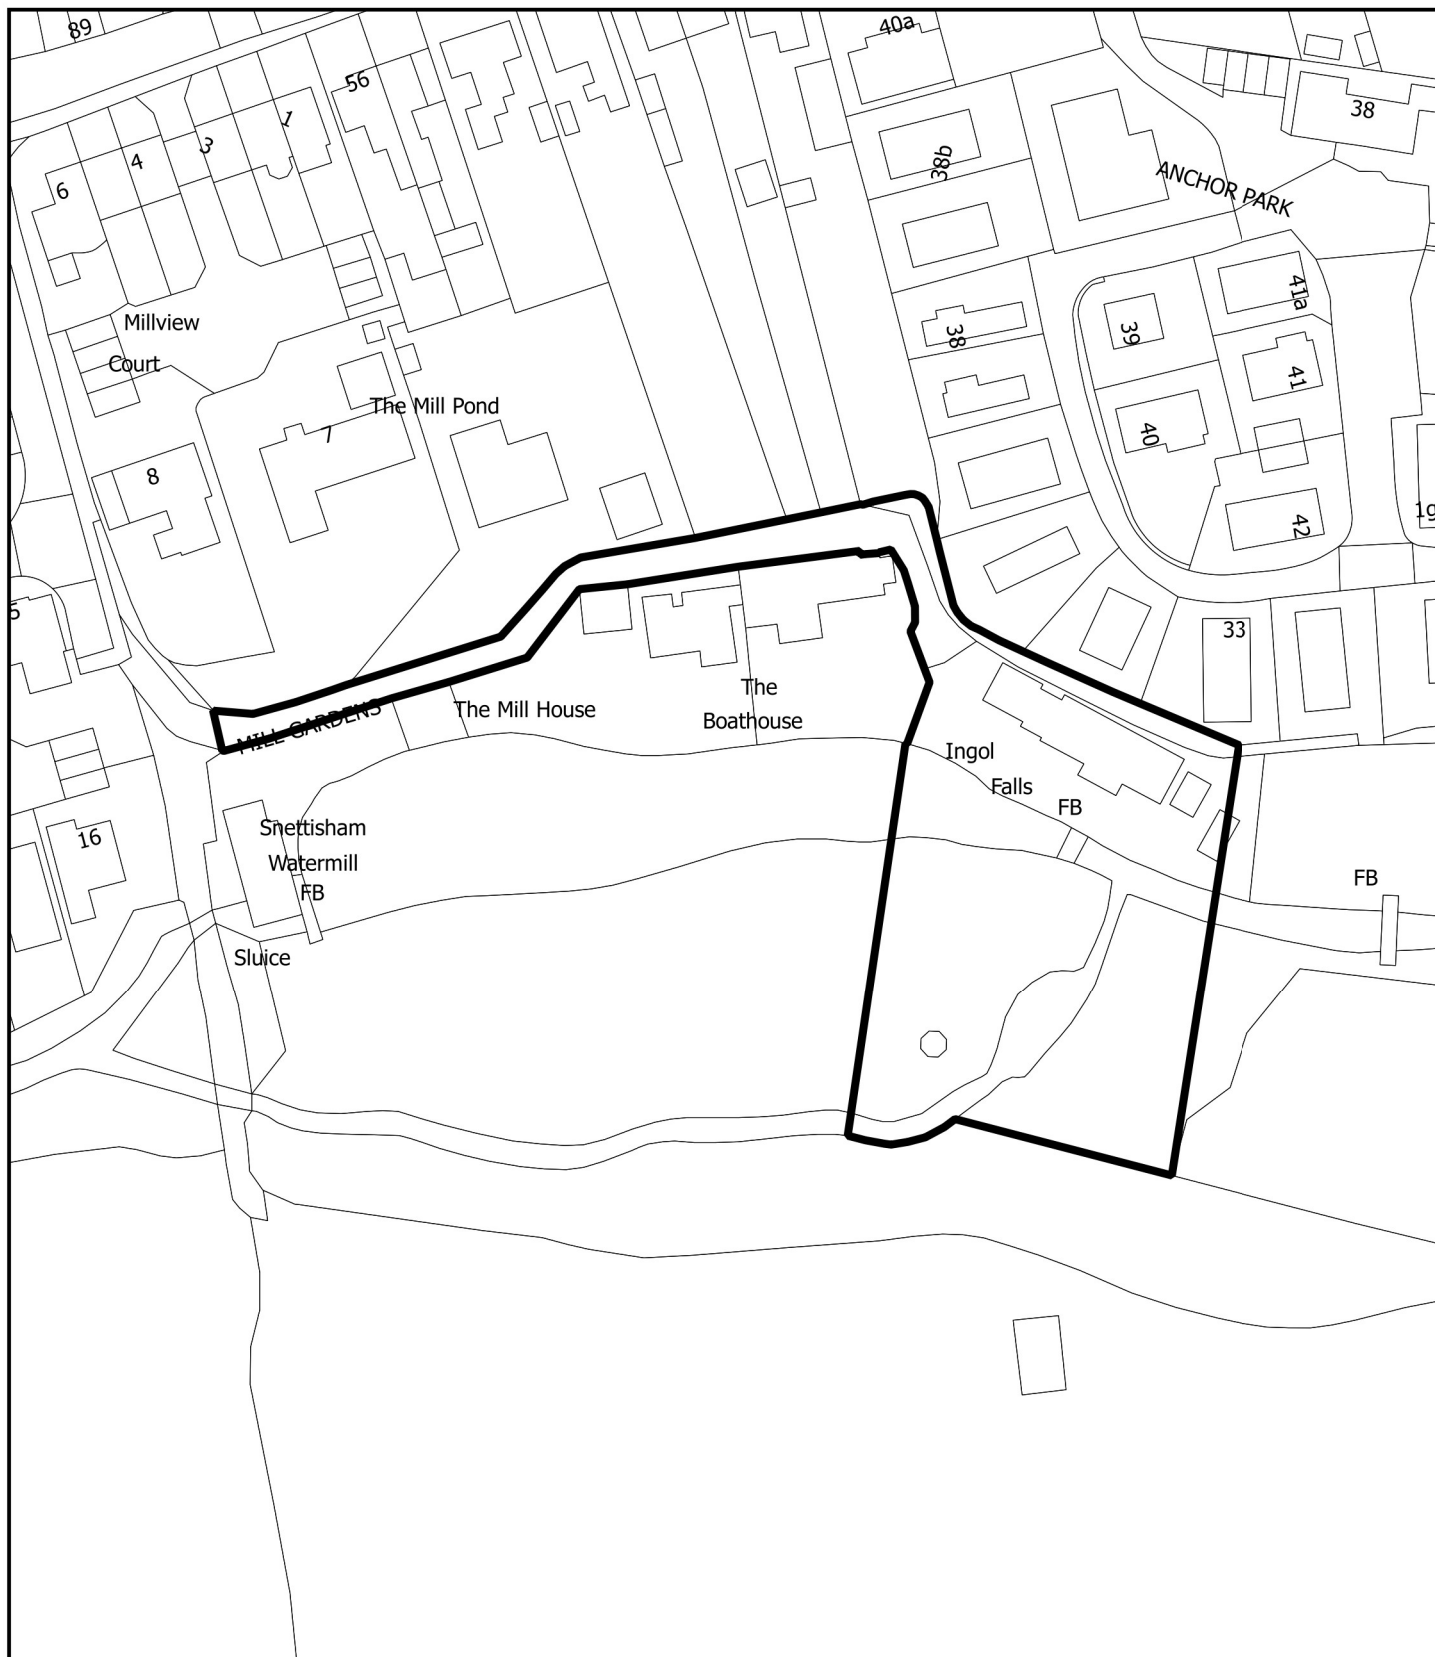 89
40a
56
38
1
3
4
6
38b
ANCHOR PARK
41a
Millview
Court
38
39
41
The Mill Pond
7
40
8
1g
42
5
33
The
Boathouse
MILL GARDENS
The Mill House
Ingol
Falls
FB
16
Snettisham
Watermill
FB
FB
Sluice